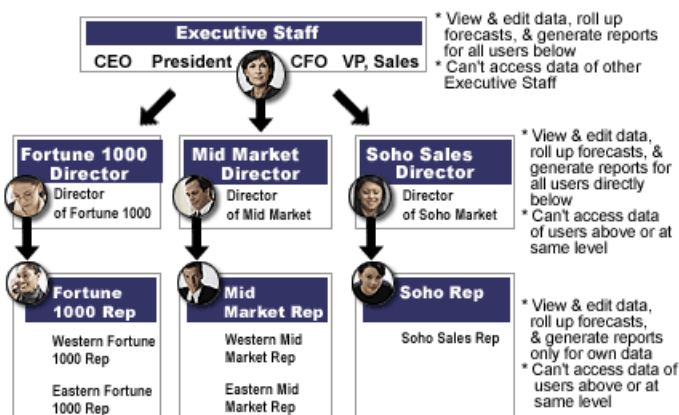 Executive Staff
CEO President CFO VP, Sales
* View & edit data, roll up
forecasts, & generate reports
for all users below
* Can't access data of other
Executive Staff
Fortune 1000
Director
Director
of Fortune 1000
Mid Market
Director
Director
of Mid Market
Soho Sales
Director
Director
of Soho Market
* View & edit data,
roll up forecasts, &
generate reports for
all users directly
below
* Can't access data
of users above or at
same level
Fortune
1000 Rep
Western Fortune
1000 Rep
Eastern Fortune
1000 Rep
Mid
Market Rep
Western Mid
Market Rep
Eastern Mid
Market Rep
Soho Rep
Soho Sales Rep
* View & edit data,
roll up forecasts,
& generate reports
only for own data
* Can't access data of
users above or at
same level